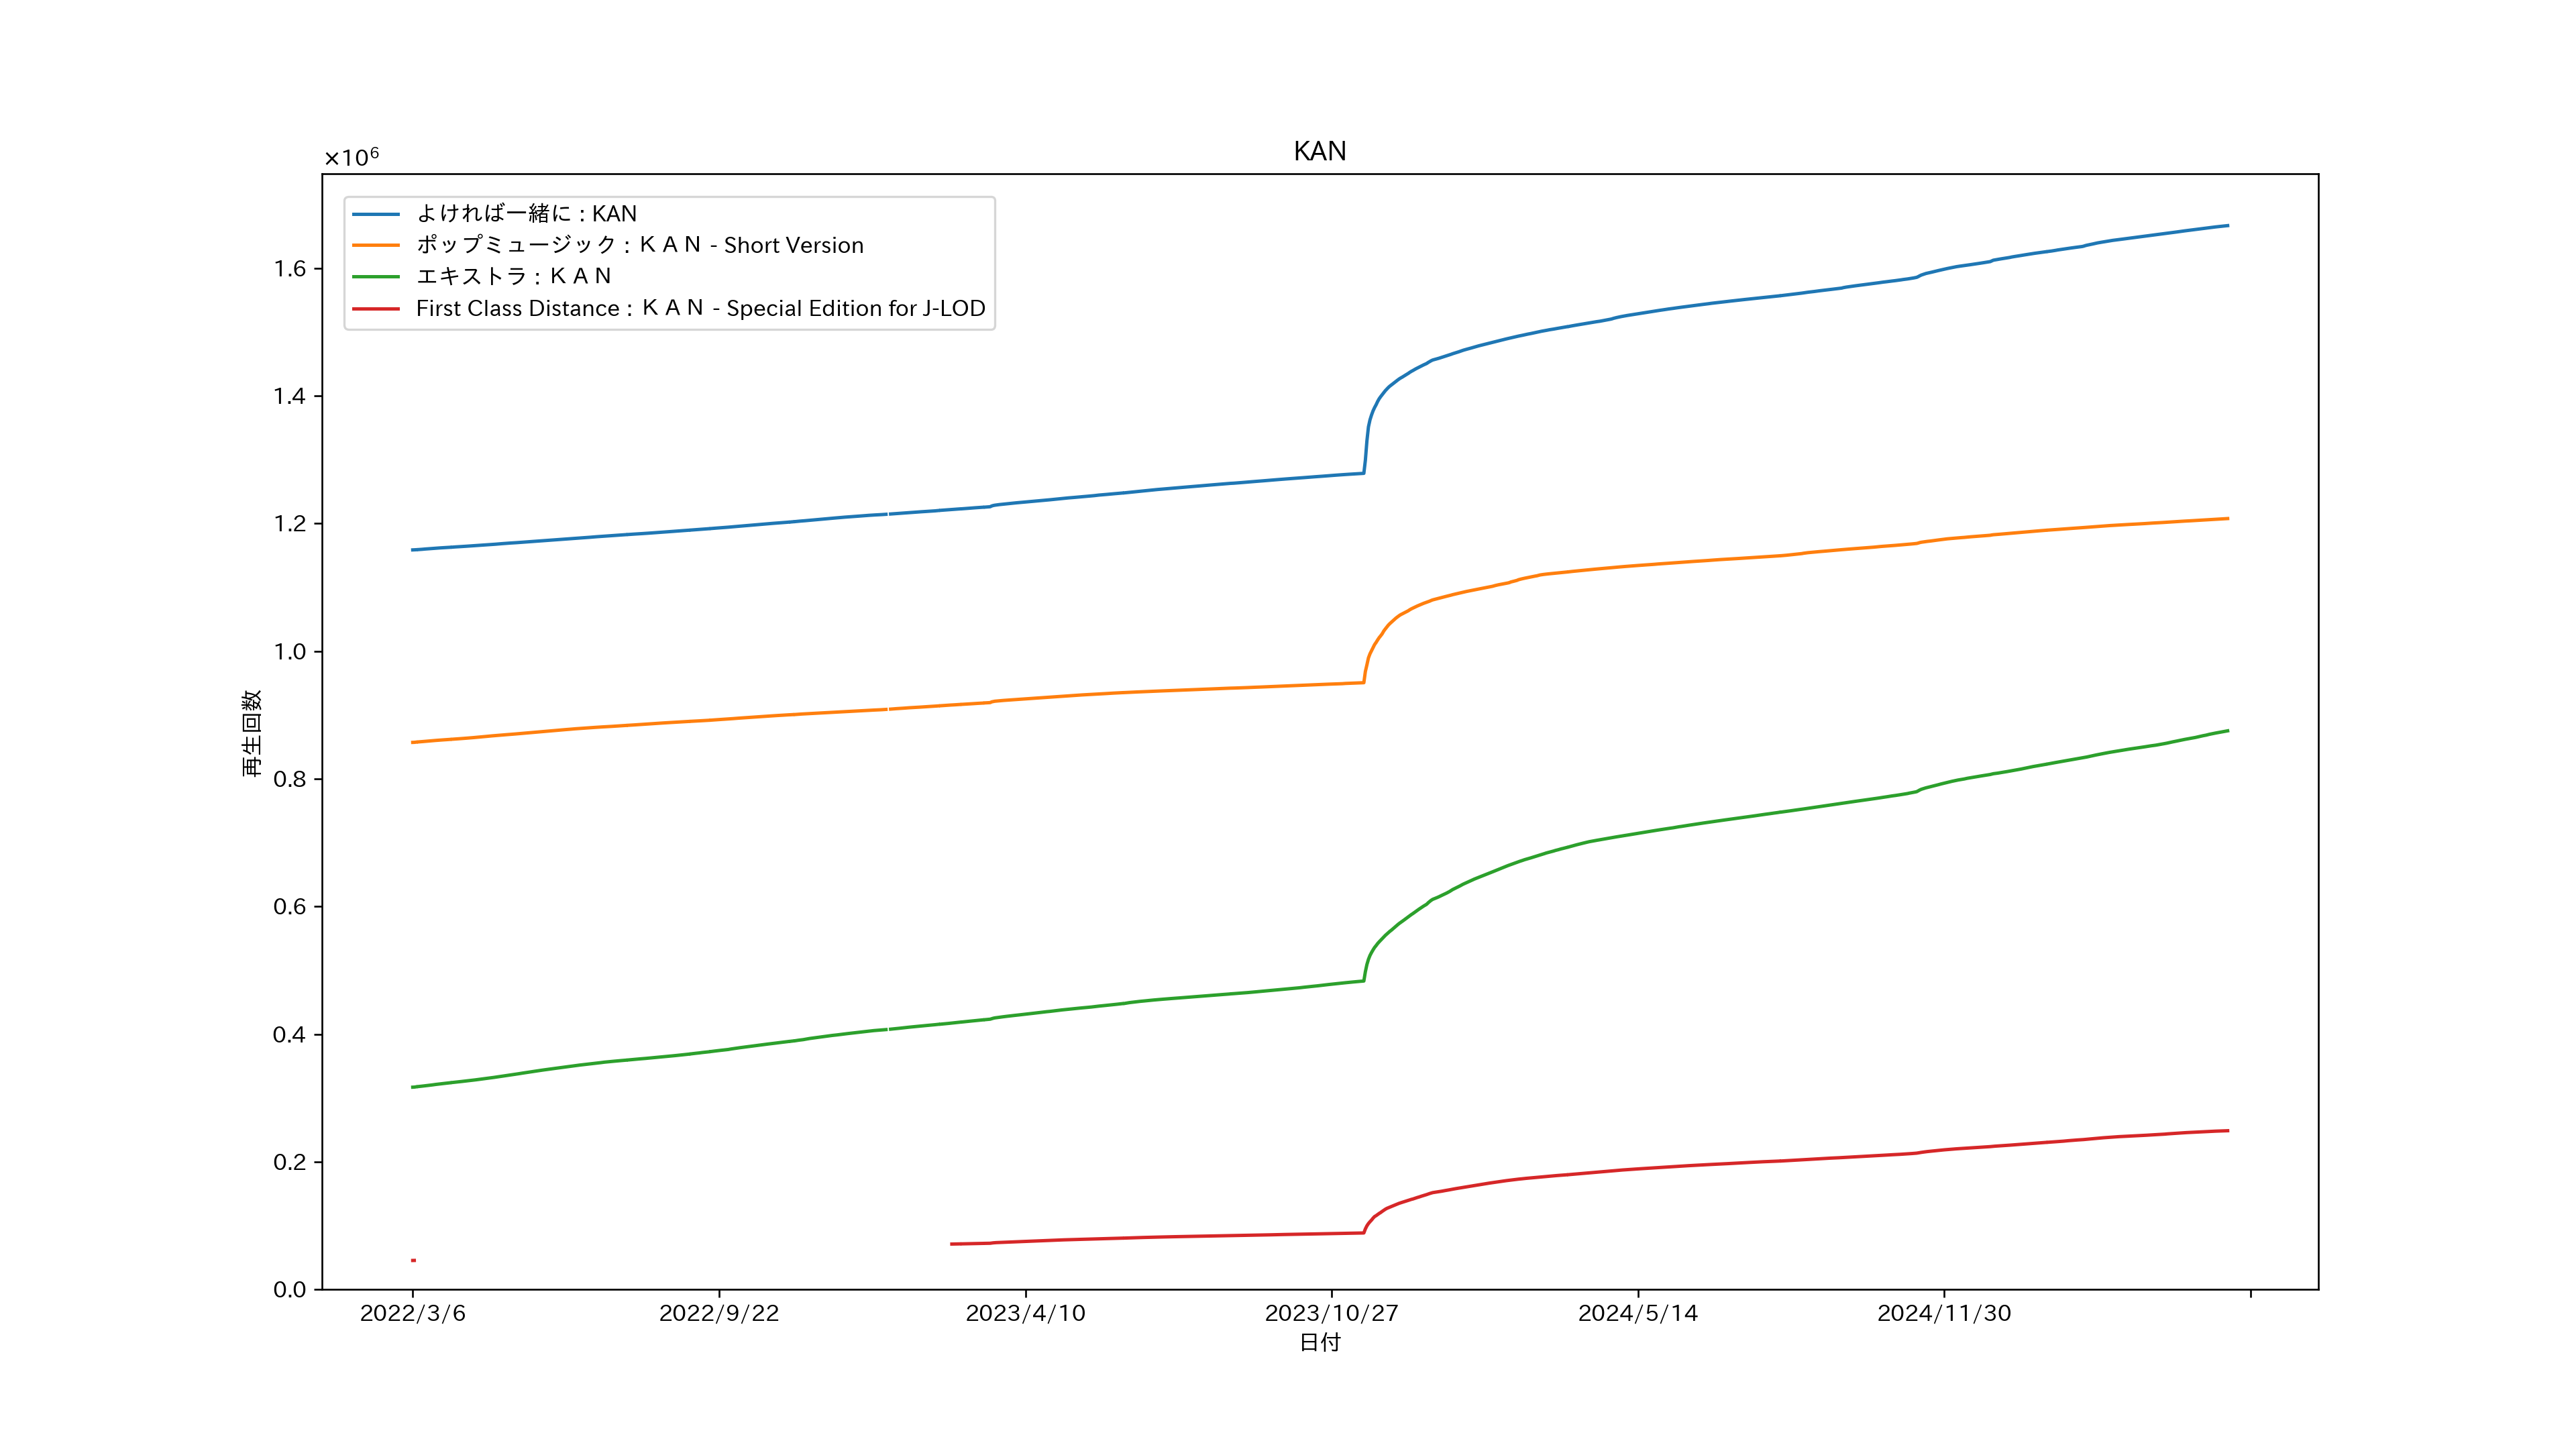 KAN
×10⁶
よければ一緒に : KAN
ポップミュージック : ＫＡＮ - Short Version
エキストラ : ＫＡＮ
First Class Distance : ＫＡＮ - Special Edition for J-LOD
1.6
1.4
1.2
1.0
0.8
0.6
0.4
0.2
0.0
再生回数
2022/3/6 2022/9/22 2023/4/10 2023/10/27 2024/5/14 2024/11/30
日付